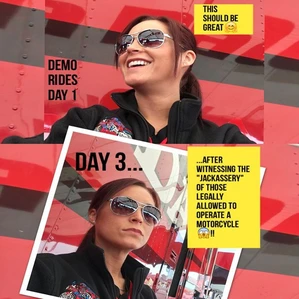 THIS
SHOULD BE
GREAT 🤗
DEMO
RIDES
DAY 1
DAY 3...
...AFTER
WITNESSING THE
"JACKASSERY"
OF THOSE
LEGALLY
ALLOWED TO
OPERATE A
MOTORCYCLE
😱!!